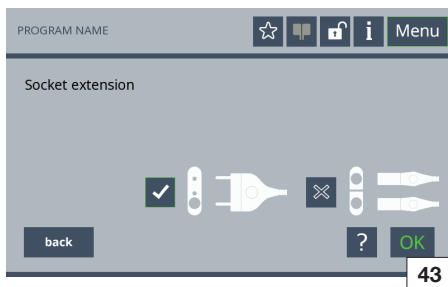 PROGRAM NAME
i Menu
Socket extension
back ? OK
43